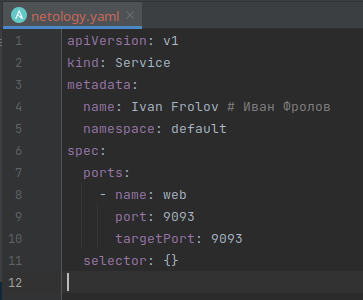 netology.yaml
1 apiVersion: v1
2 kind: Service
3 metadata:
4   name: Ivan Frolov # Иван Фролов
5   namespace: default
6 spec:
7   ports:
8     - name: web
9       port: 9093
10       targetPort: 9093
11   selector: {}
12